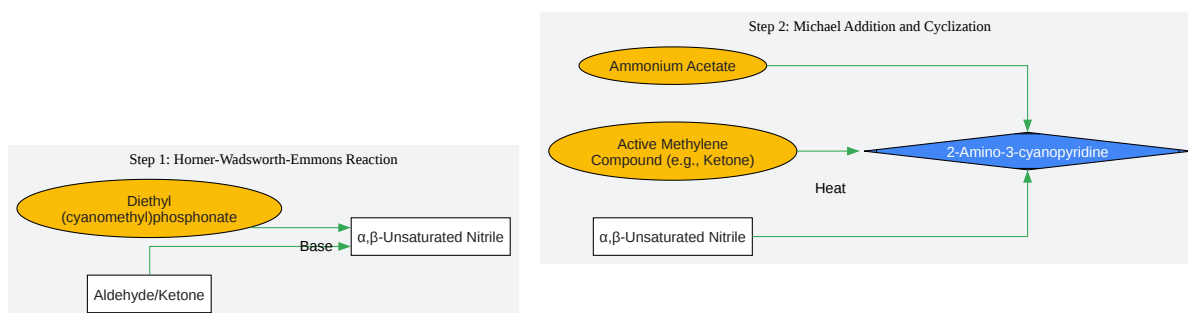 Step 1: Horner-Wadsworth-Emmons Reaction
Diethyl
(cyanomethyl)phosphonate
Base
α,β-Unsaturated Nitrile
Aldehyde/Ketone
Step 2: Michael Addition and Cyclization
Ammonium Acetate
Active Methylene
Compound (e.g., Ketone)
2-Amino-3-cyanopyridine
Heat
α,β-Unsaturated Nitrile